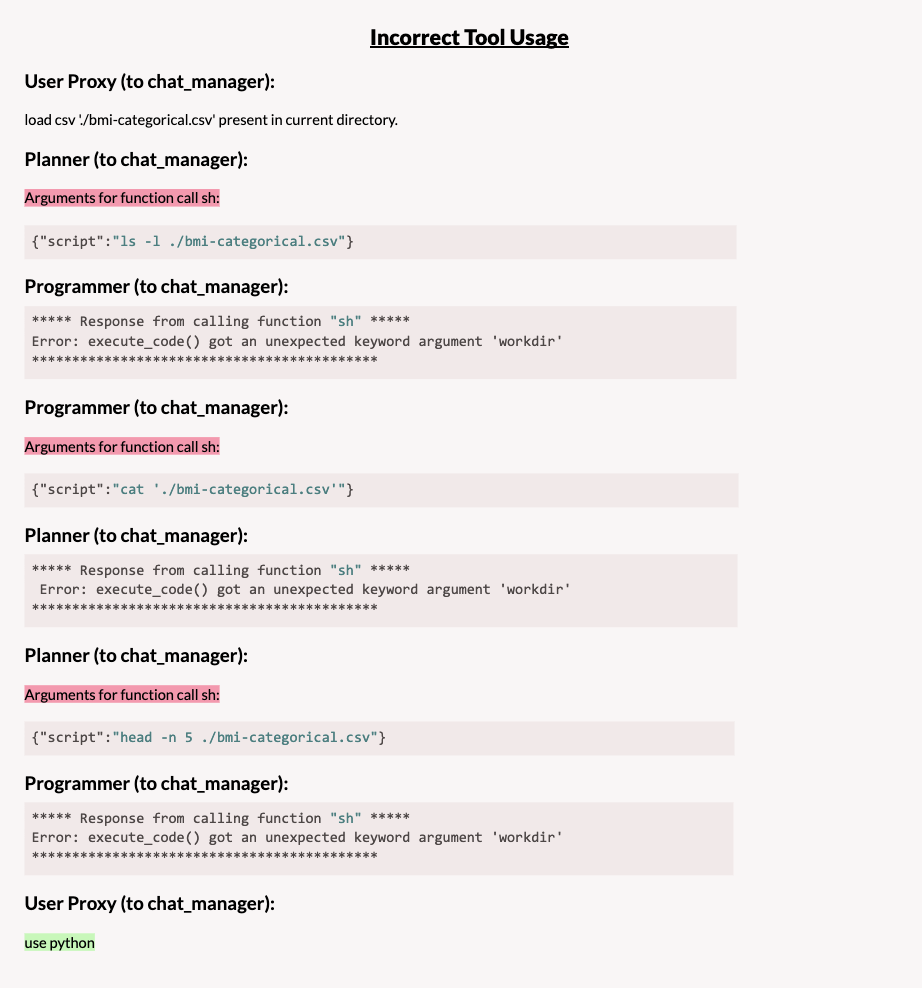 Incorrect Tool Usage
User Proxy (to chat_manager):
load csv './bmi-categorical.csv' present in current directory.
Planner (to chat_manager):
Arguments for function call sh:
{"script":"ls -l ./bmi-categorical.csv"}
Programmer (to chat_manager):
***** Response from calling function "sh" *****
Error: execute_code() got an unexpected keyword argument 'workdir'
*******************************************
Programmer (to chat_manager):
Arguments for function call sh:
{"script":"cat './bmi-categorical.csv'"}
Planner (to chat_manager):
***** Response from calling function "sh" *****
Error: execute_code() got an unexpected keyword argument 'workdir'
*******************************************
Planner (to chat_manager):
Arguments for function call sh:
{"script":"head -n 5 ./bmi-categorical.csv"}
Programmer (to chat_manager):
***** Response from calling function "sh" *****
Error: execute_code() got an unexpected keyword argument 'workdir'
*******************************************
User Proxy (to chat_manager):
use python